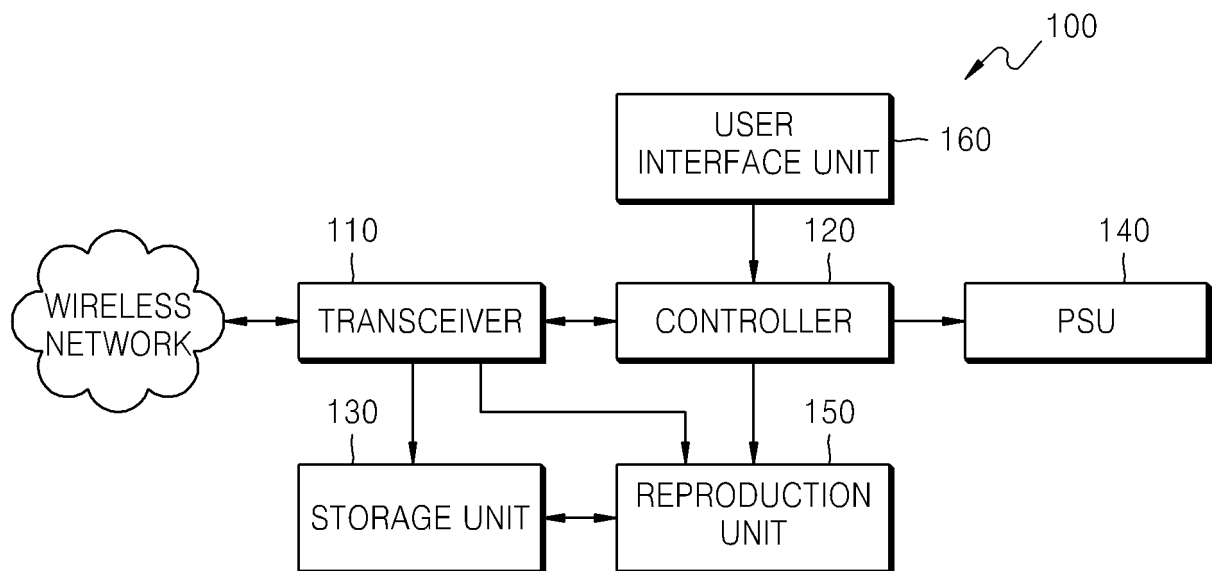 100
USER
INTERFACE UNIT
160
110
120
140
WIRELESS
NETWORK
TRANSCEIVER
CONTROLLER
PSU
130
150
STORAGE UNIT
REPRODUCTION
UNIT